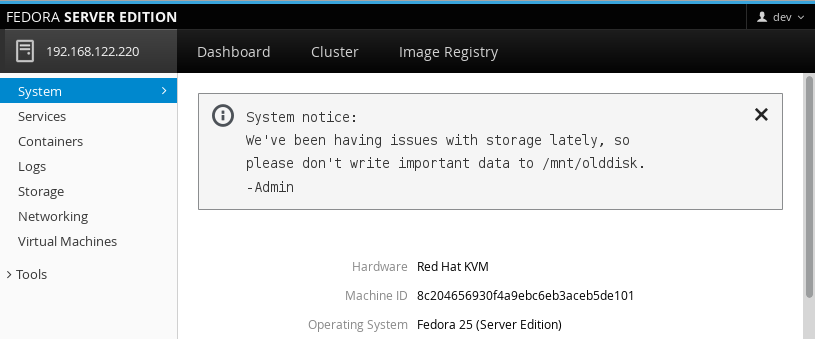 FEDORA SERVER EDITION
dev
192.168.122.220
Dashboard
Cluster
Image Registry
System
Services
Containers
Logs
Storage
Networking
Virtual Machines
Tools
System notice:
We've been having issues with storage lately, so
please don't write important data to /mnt/olddisk.
-Admin
Hardware Red Hat KVM
Machine ID 8c204656930f4a9ebc6eb3aceb5de101
Operating System Fedora 25 (Server Edition)